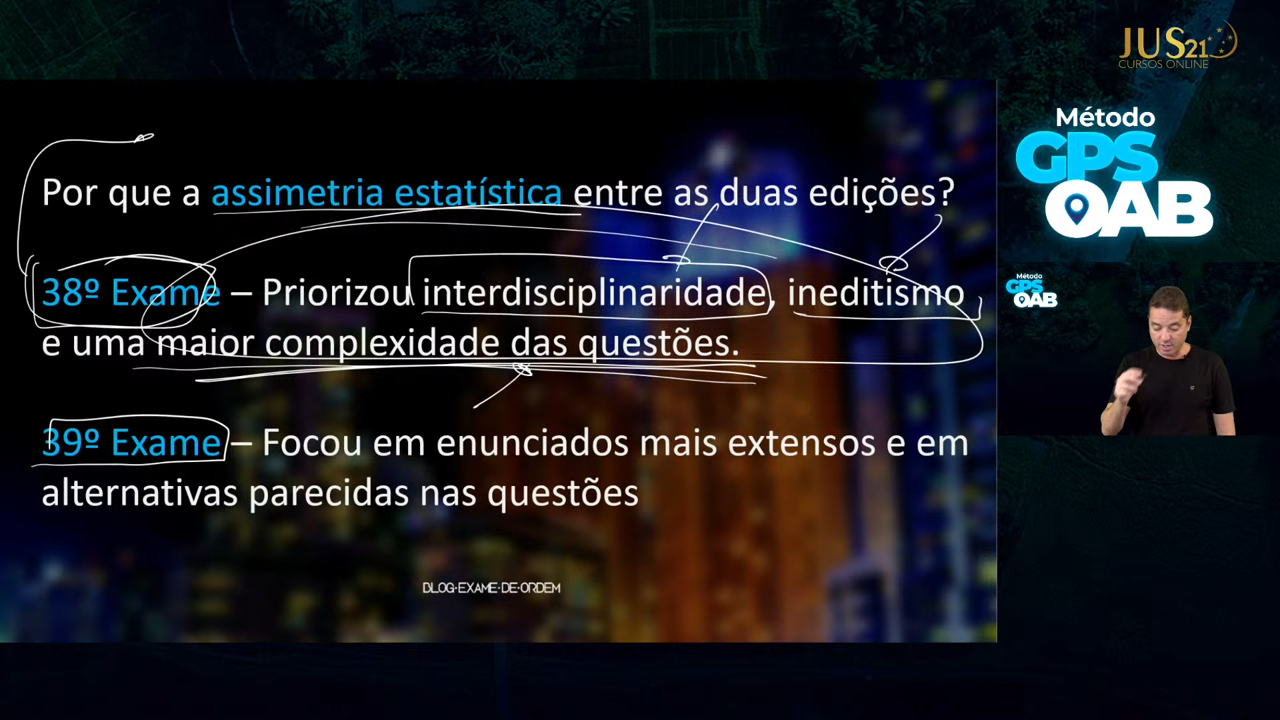 JUS21
CURSOS ONLINE
Método
GPS
OAB
Por que a assimetria estatística entre as duas edições?
38º Exame – Priorizou interdisciplinaridade, ineditismo
e uma maior complexidade das questões.
39º Exame – Focou em enunciados mais extensos e em
alternativas parecidas nas questões
BLOG·EXAME·DE·ORDEM
Método
GPS
OAB